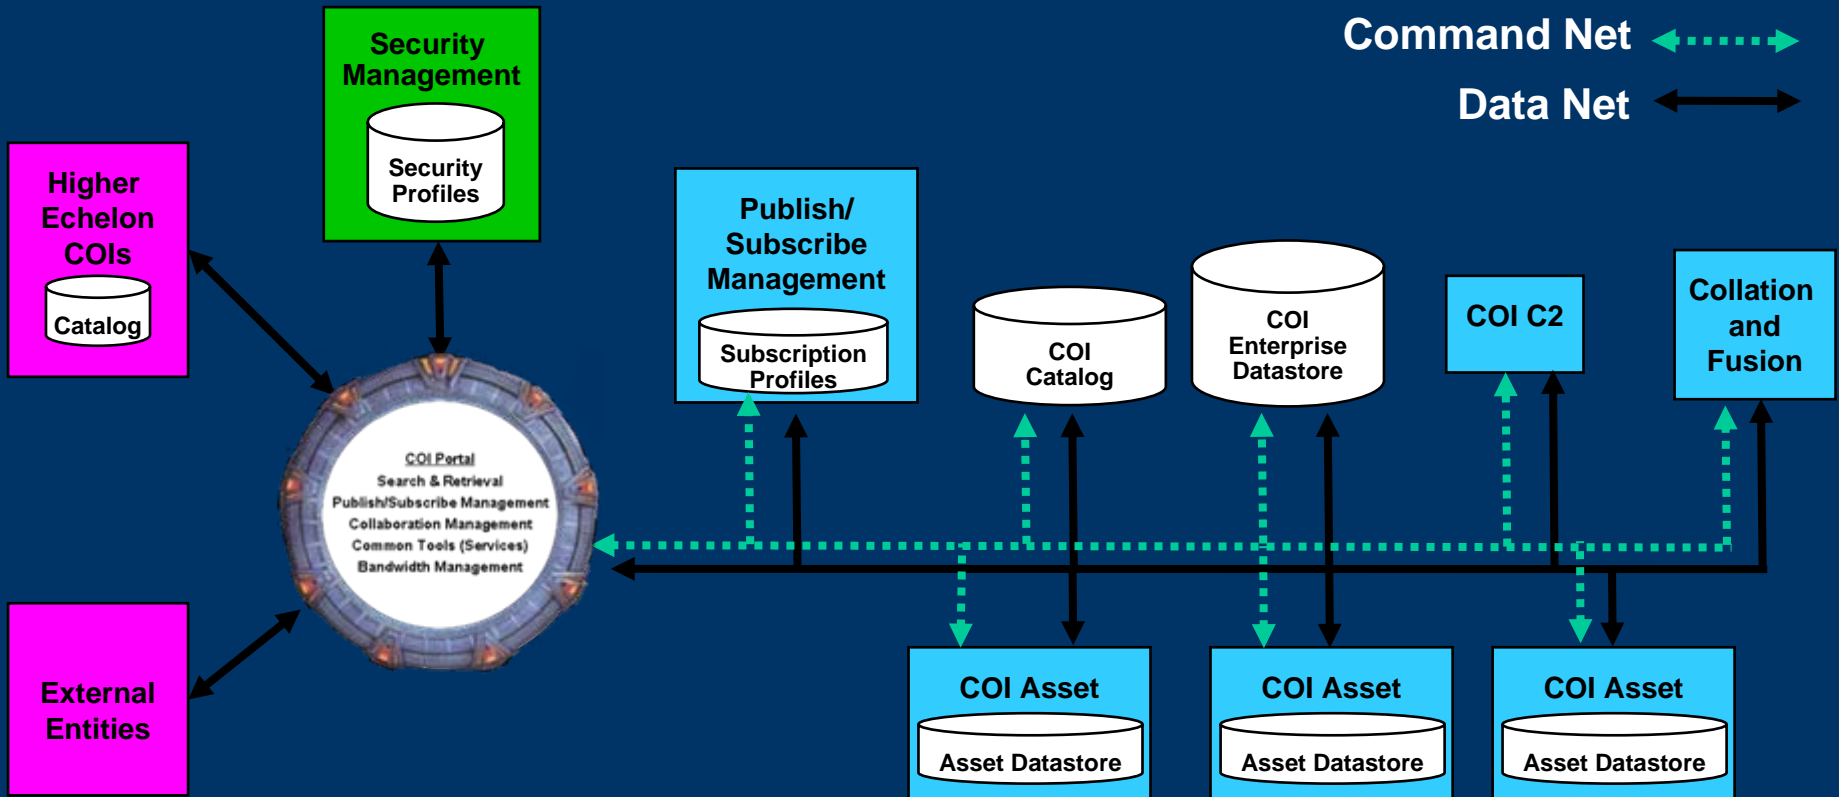 Command Net
Data Net
Security
Management
Security
Profiles
Higher
Echelon
COIs
Catalog
Publish/
Subscribe
Management
Subscription
Profiles
COI
Catalog
COI
Enterprise
Datastore
COI C2
Collation
and
Fusion
COI Portal
Search & Retrieval
Publish/Subscribe Management
Collaboration Management
Common Tools (Services)
Bandwidth Management
External
Entities
COI Asset
Asset Datastore
COI Asset
Asset Datastore
COI Asset
Asset Datastore